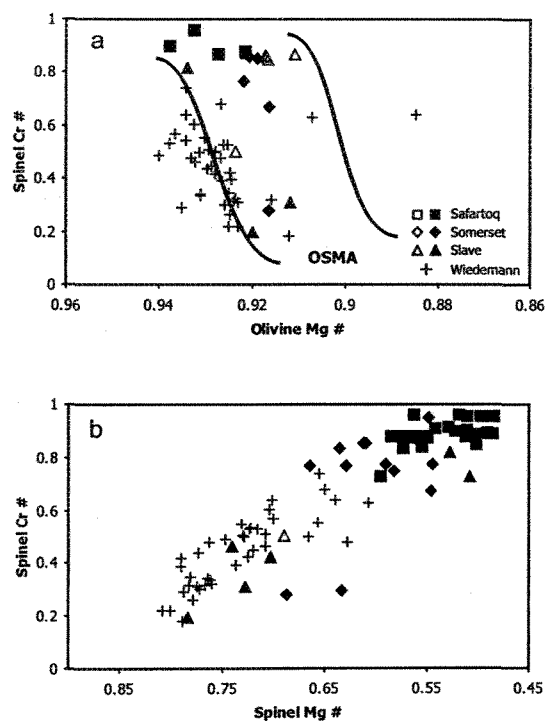 a
Spinel Cr #
1
0.8
0.6
0.4
0.2
0
0.96
0.94
0.92
0.9
0.88
0.86
Olivine Mg #
OSMA
Safartoq
Somerset
Slave
Wiedemann
b
Spinel Cr #
1
0.8
0.6
0.4
0.2
0
0.85
0.75
0.65
0.55
0.45
Spinel Mg #